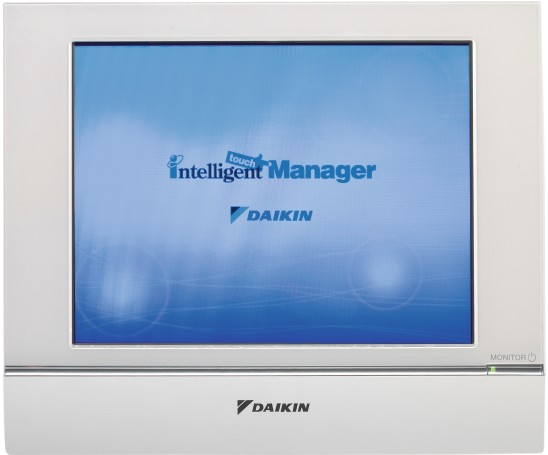 touch
intelligent Manager
DAIKIN
MONITOR
DAIKIN